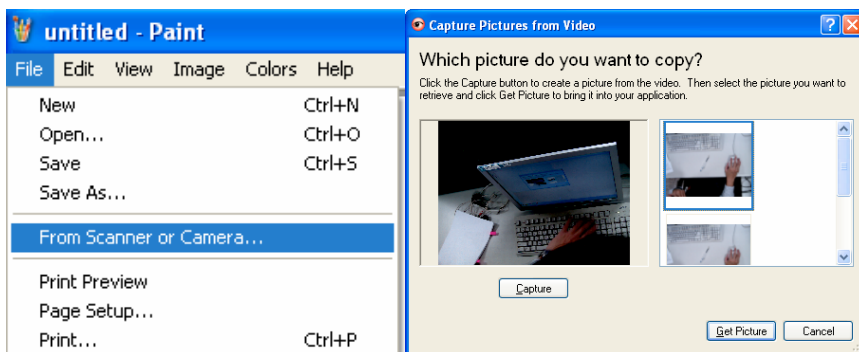 untitled - Paint
File Edit View Image Colors Help
New Ctrl+N
Open... Ctrl+O
Save Ctrl+S
Save As...
From Scanner or Camera...
Print Preview
Page Setup...
Print... Ctrl+P
Capture Pictures from Video
Which picture do you want to copy?
Click the Capture button to create a picture from the video. Then select the picture you want to
retrieve and click Get Picture to bring it into your application.
Capture
Get Picture Cancel